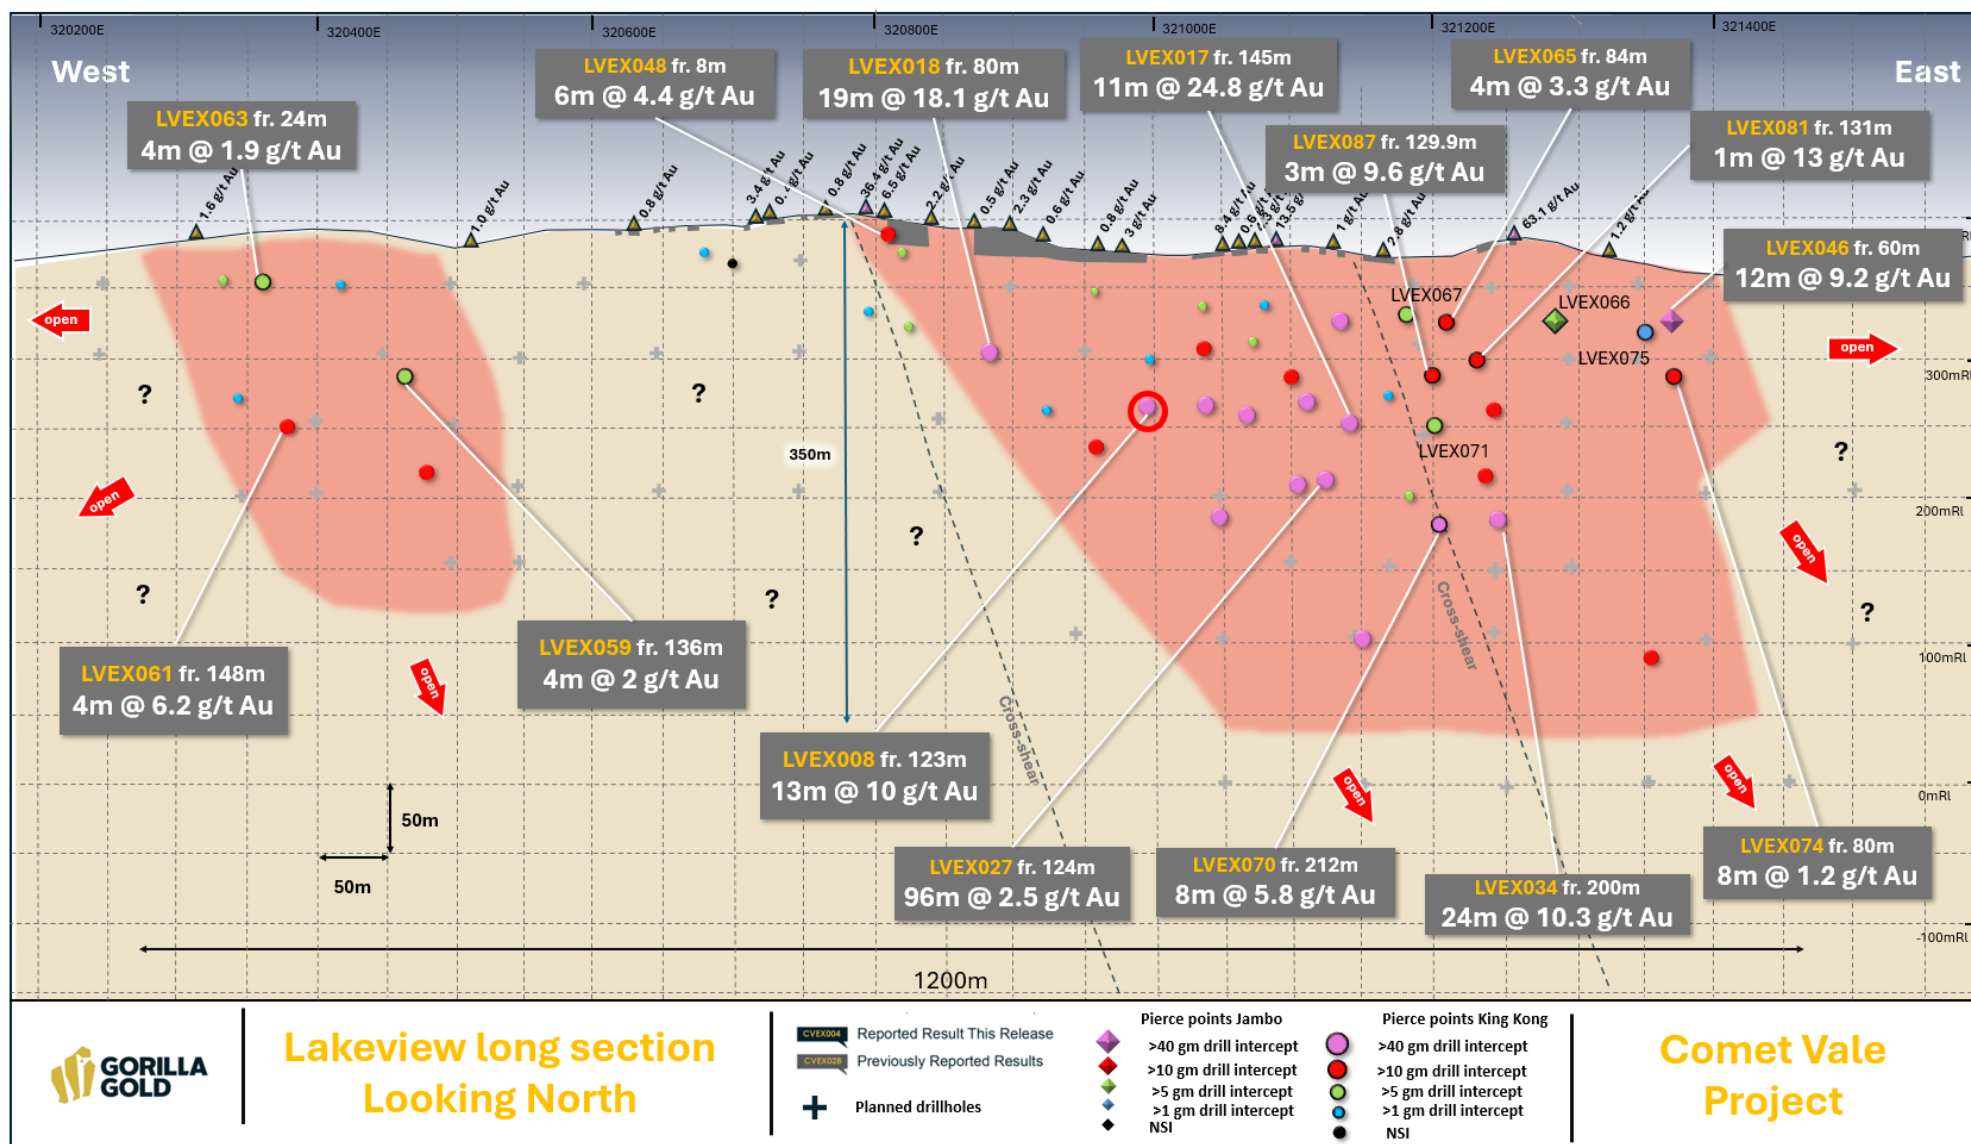 320200E
320400E
320600E
320800E
321000E
321200E
321400E
West
East
LVEX063 fr. 24m
4m @ 1.9 g/t Au
LVEX048 fr. 8m
6m @ 4.4 g/t Au
LVEX018 fr. 80m
19m @ 18.1 g/t Au
LVEX017 fr. 145m
11m @ 24.8 g/t Au
LVEX065 fr. 84m
4m @ 3.3 g/t Au
LVEX087 fr. 129.9m
3m @ 9.6 g/t Au
LVEX081 fr. 131m
1m @ 13 g/t Au
LVEX046 fr. 60m
12m @ 9.2 g/t Au
1.6 g/t Au
1.0 g/t Au
0.8 g/t Au
3.4 g/t Au
0.8 g/t Au
36.4 g/t Au
6.5 g/t Au
2.2 g/t Au
0.5 g/t Au
2.3 g/t Au
0.6 g/t Au
0.8 g/t Au
3 g/t Au
8.4 g/t Au
0.6
13.5
1 g/t Au
2.8 g/t Au
63.1 g/t Au
1.2 g/t Au
LVEX067
LVEX066
LVEX075
LVEX071
open
open
open
open
open
open
open
?
?
?
?
?
?
?
350m
300mRl
200mRl
100mRl
0mRl
-100mRl
Cross-shear
Cross-shear
LVEX061 fr. 148m
4m @ 6.2 g/t Au
LVEX059 fr. 136m
4m @ 2 g/t Au
LVEX008 fr. 123m
13m @ 10 g/t Au
LVEX027 fr. 124m
96m @ 2.5 g/t Au
LVEX070 fr. 212m
8m @ 5.8 g/t Au
LVEX034 fr. 200m
24m @ 10.3 g/t Au
LVEX074 fr. 80m
8m @ 1.2 g/t Au
50m
50m
1200m
GORILLA
GOLD
Lakeview long section
Looking North
CVEX004 Reported Result This Release
CVEX028 Previously Reported Results
Planned drillholes
Pierce points Jambo
>40 gm drill intercept
>10 gm drill intercept
>5 gm drill intercept
>1 gm drill intercept
NSI
Pierce points King Kong
>40 gm drill intercept
>10 gm drill intercept
>5 gm drill intercept
>1 gm drill intercept
NSI
Comet Vale
Project